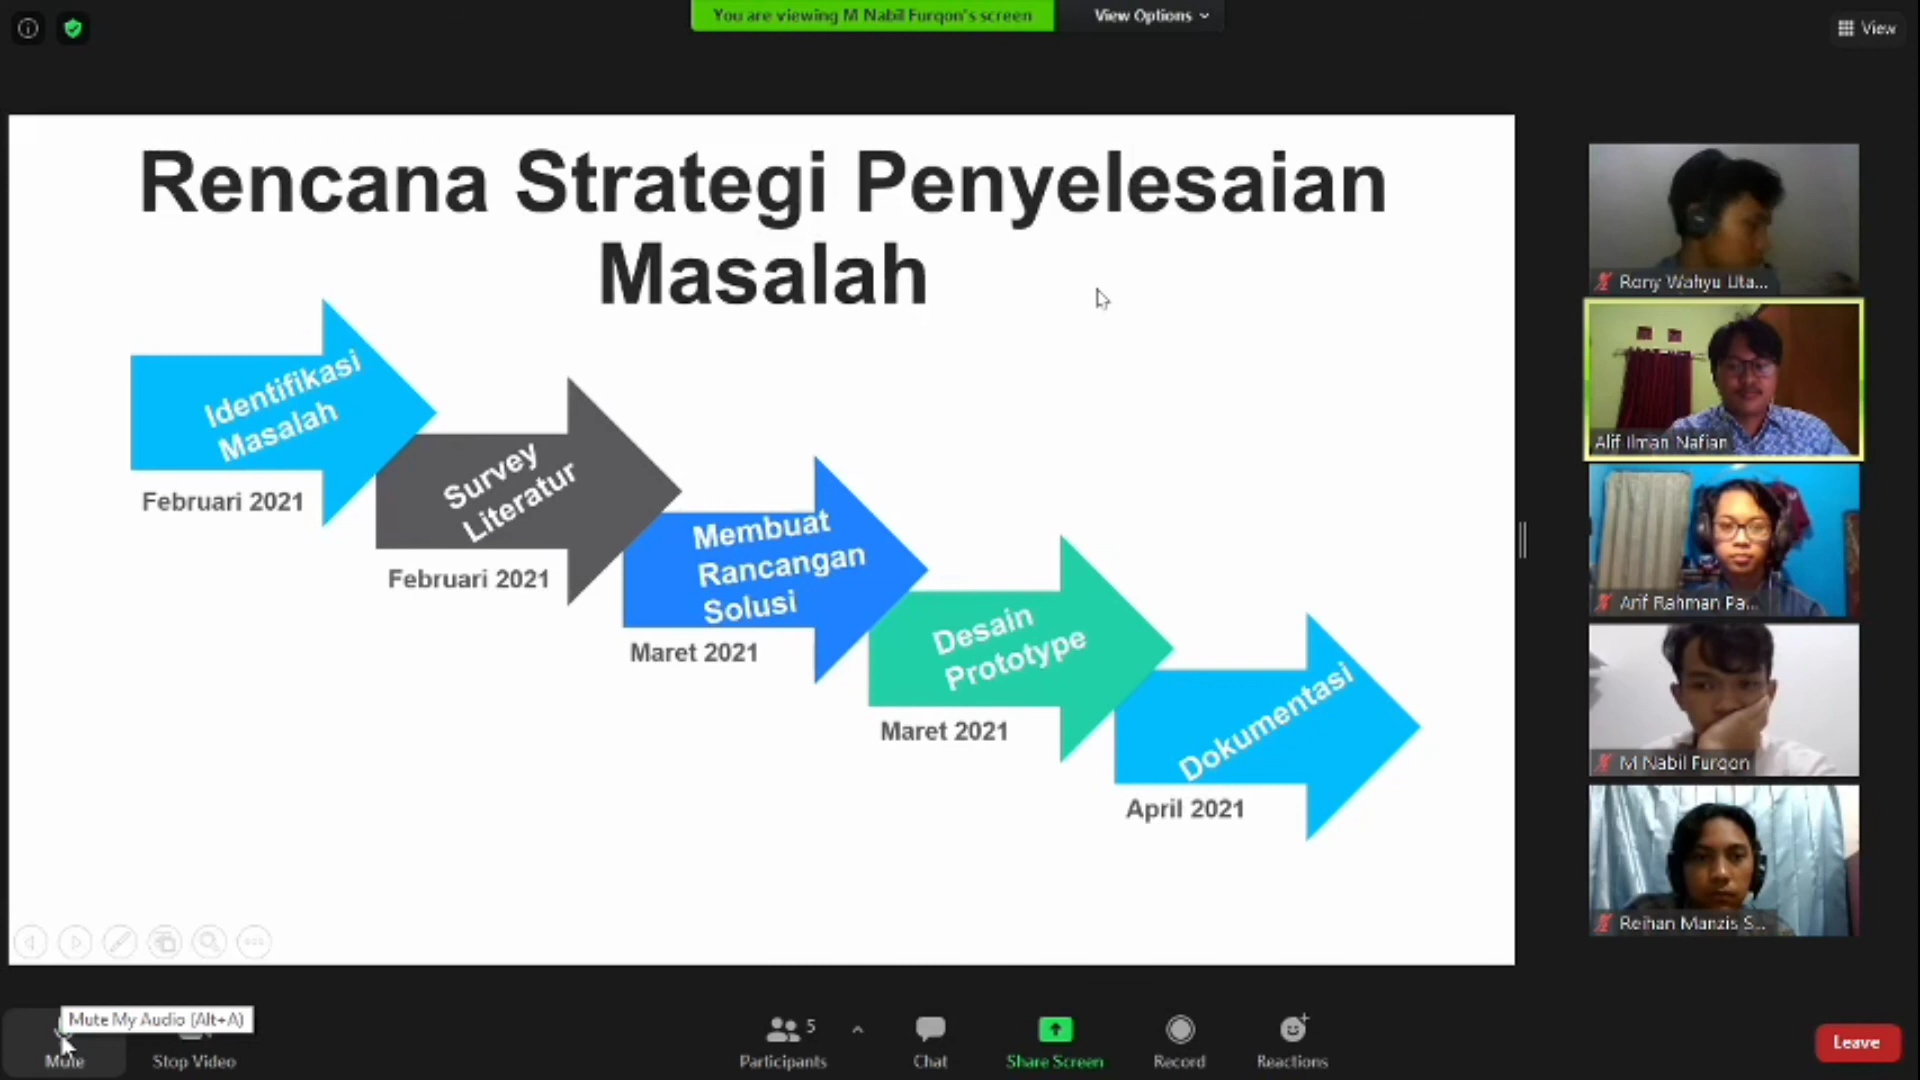 You are viewing M Nabil Furqon's screen
View Options
View
Rencana Strategi Penyelesaian
Masalah
Identifikasi
Masalah
Februari 2021
Survey
Literatur
Februari 2021
Membuat
Rancangan
Solusi
Maret 2021
Desain
Prototype
Maret 2021
Dokumentasi
April 2021
Rony Wahyu Uta...
Alif Ilman Nafian
Arif Rahman Pa...
M Nabil Furqon
Reihan Manzis S...
Mute My Audio (Alt+A)
Mute
Stop Video
5
Participants
Chat
Share Screen
Record
Reactions
Leave